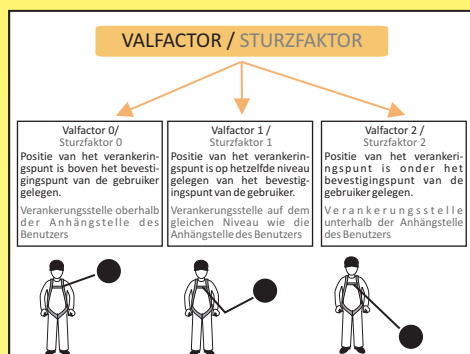 VALFACTOR / STURZFAKTOR
Valfactor 0/
Sturzfaktor 0
Positie van het verankerin-
gspunt is boven het bevesti-
gingspunt van de gebruiker
gelegen.
Verankerungsstelle oberhalb
der Anhängstelle des
Benutzers
Valfactor 1 /
Sturzfaktor 1
Positie van het verankerin-
gspunt is op hetzelfde niveau
gelegen van het bevestig-
ingspunt van de gebruiker.
Verankerungsstelle auf dem
gleichen Niveau wie die
Anhängstelle des Benutzers
Valfactor 2 /
Sturzfaktor 2
Positie van het verankeri-
ngspunt is onder het
bevestigingspunt van de
gebruiker gelegen.
Verankerungsstelle
unterhalb der Anhängstelle
des Benutzers